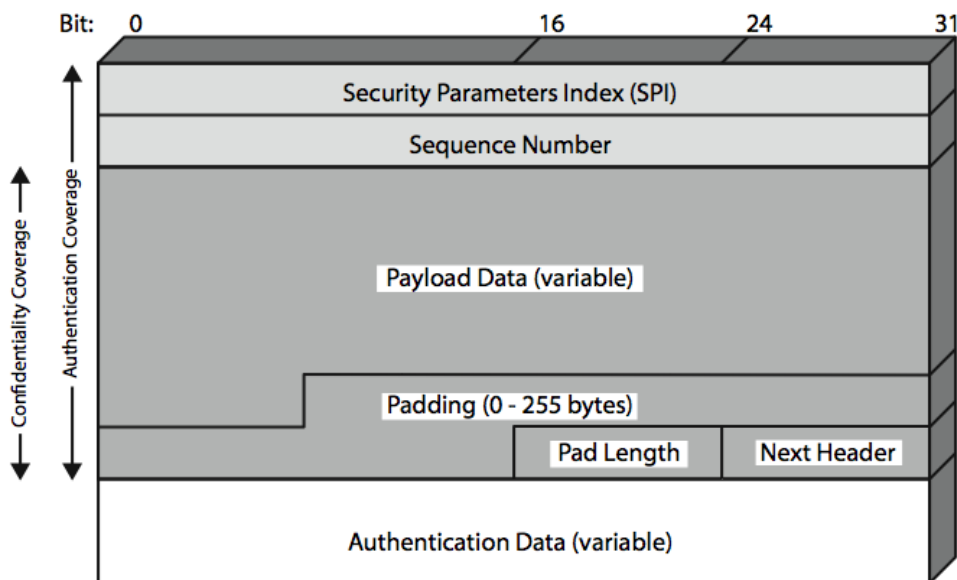 Bit: 0 16 24 31
Security Parameters Index (SPI)
Sequence Number
Confidentiality Coverage
Authentication Coverage
Payload Data (variable)
Padding (0 - 255 bytes)
Pad Length Next Header
Authentication Data (variable)